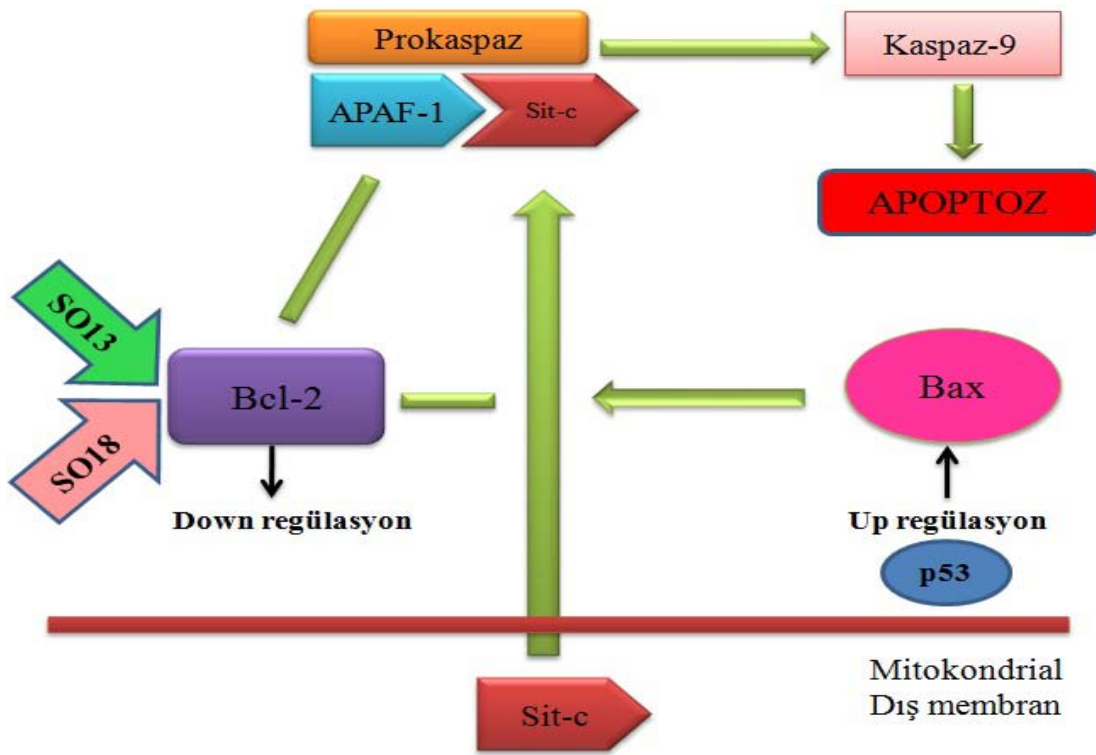 Prokaspaz
Kaspaz-9
APAF-1
Sit-c
APOPTOZ
SO13
SO18
Bcl-2
Bax
Down regülasyon
Up regülasyon
p53
Mitokondrial
Dış membran
Sit-c